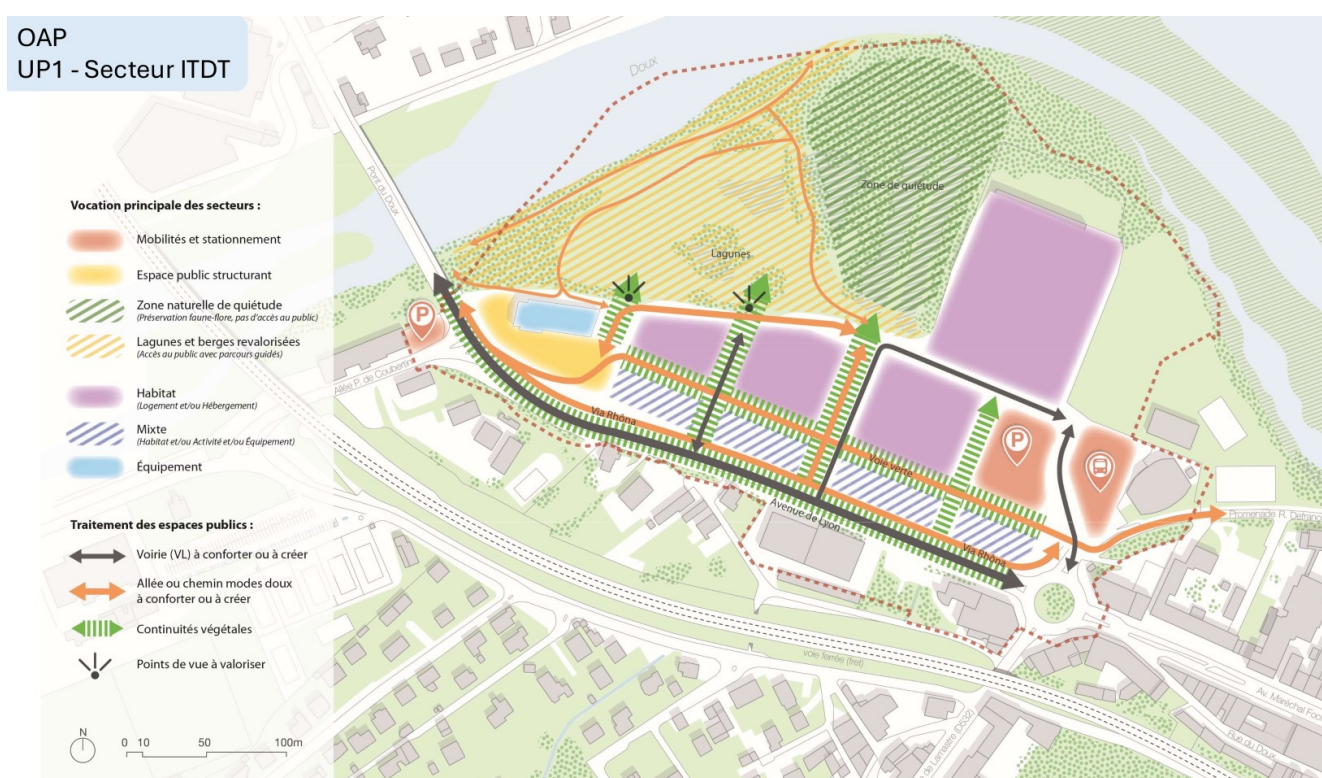 OAP
UP1 - Secteur ITDT
Vocation principale des secteurs :
Mobilités et stationnement
Espace public structurant
Zone naturelle de quiétude
(Préservation faune-flore, pas d'accès au public)
Lagunes et berges revalorisées
(Accès au public avec parcours guidés)
Habitat
(Logement et/ou Hébergement)
Mixte
(Habitat et/ou Activité et/ou Équipement)
Équipement
Traitement des espaces publics :
Voirie (VL) à conforter ou à créer
Allée ou chemin modes doux
à conforter ou à créer
Continuités végétales
Points de vue à valoriser
N
0 10 50 100m
Doux
Pont du Doux
Zone de quiétude
Lagunes
P
Allée P. de Coubertin
Via Rhôna
Voie verte
P
Avenue de Lyon
Via Rhôna
Promenade R. Defrance
voie ferrée (fret)
Av. Maréchal Foch
Rue du Doux
de Lamastre (D532)